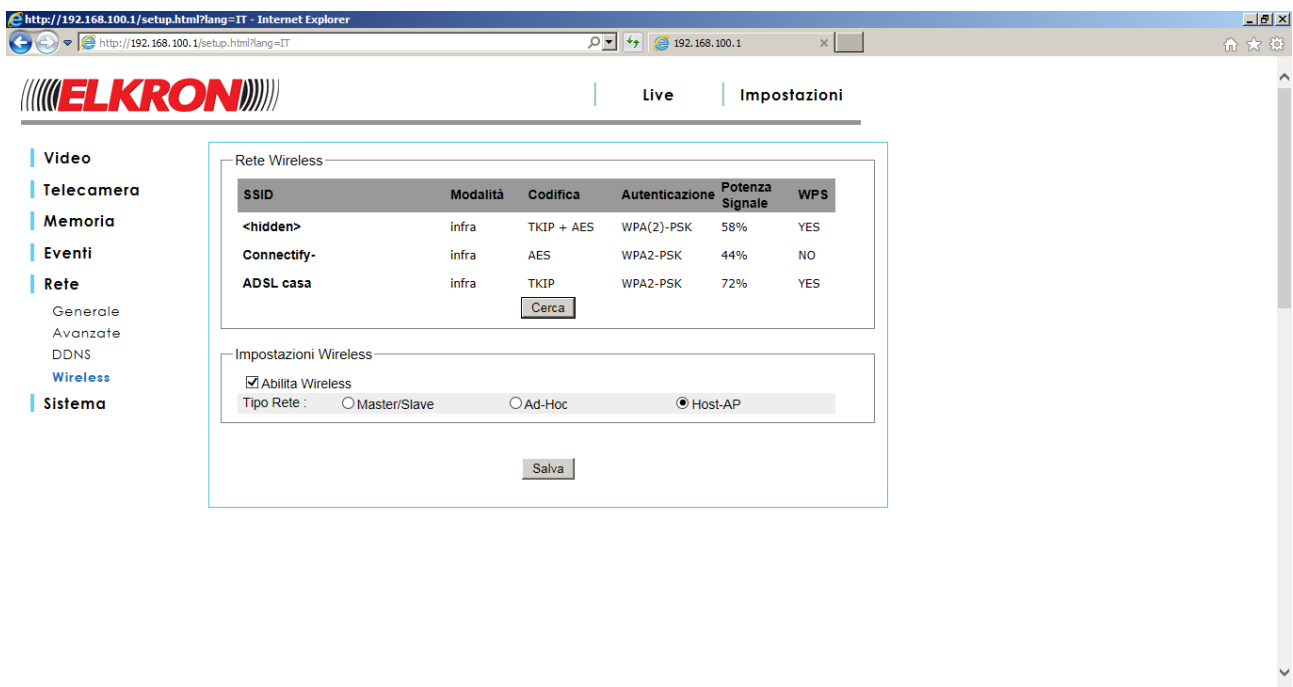 http://192.168.100.1/setup.html?lang=IT - Internet Explorer
http://192.168.100.1/setup.html?lang=IT
192.168.100.1
ELKRON
Live
Impostazioni
Video
Telecamera
Memoria
Eventi
Rete
Generale
Avanzate
DDNS
Wireless
Sistema
Rete Wireless
SSID Modalità Codifica Autenticazione Potenza Segnale WPS
<hidden> infra TKIP + AES WPA(2)-PSK 58% YES
Connectify- infra AES WPA2-PSK 44% NO
ADSL casa infra TKIP WPA2-PSK 72% YES
Cerca
Impostazioni Wireless
Abilita Wireless
Tipo Rete : Master/Slave Ad-Hoc Host-AP
Salva